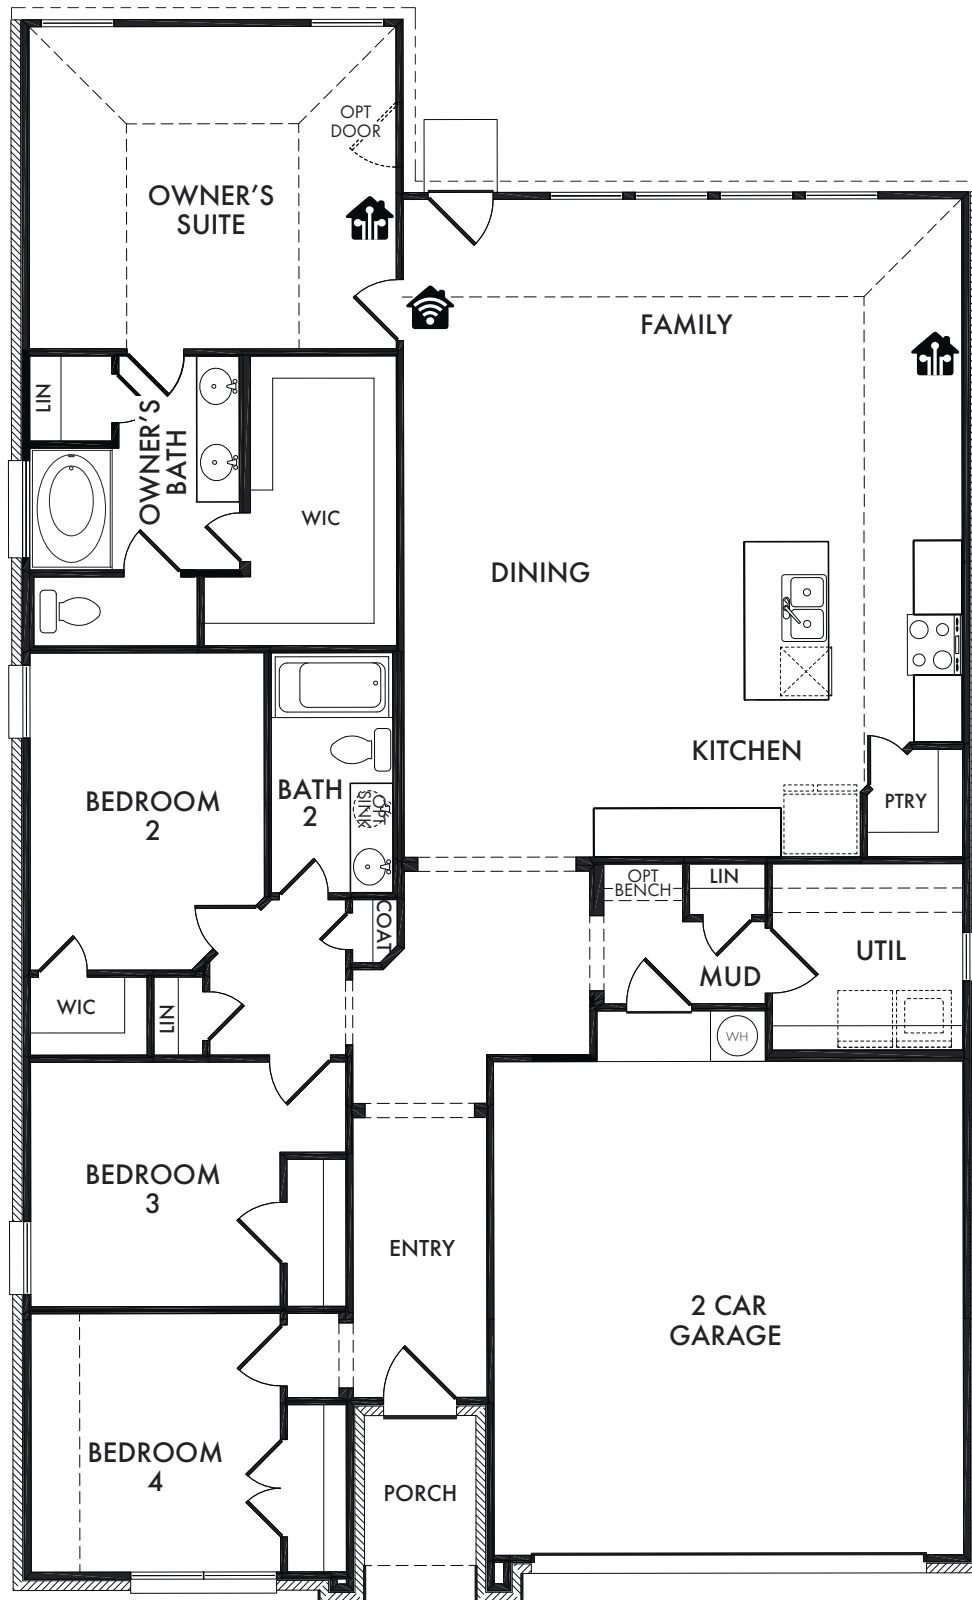 OPT
DOOR
OWNER'S
SUITE
FAMILY
LIN
OWNER'S
BATH
WIC
DINING
KITCHEN
BEDROOM
2
BATH
2
OPT
SINK
PTRY
OPT
BENCH
LIN
COAT
UTIL
MUD
WIC
LIN
WH
BEDROOM
3
ENTRY
2 CAR
GARAGE
BEDROOM
4
PORCH